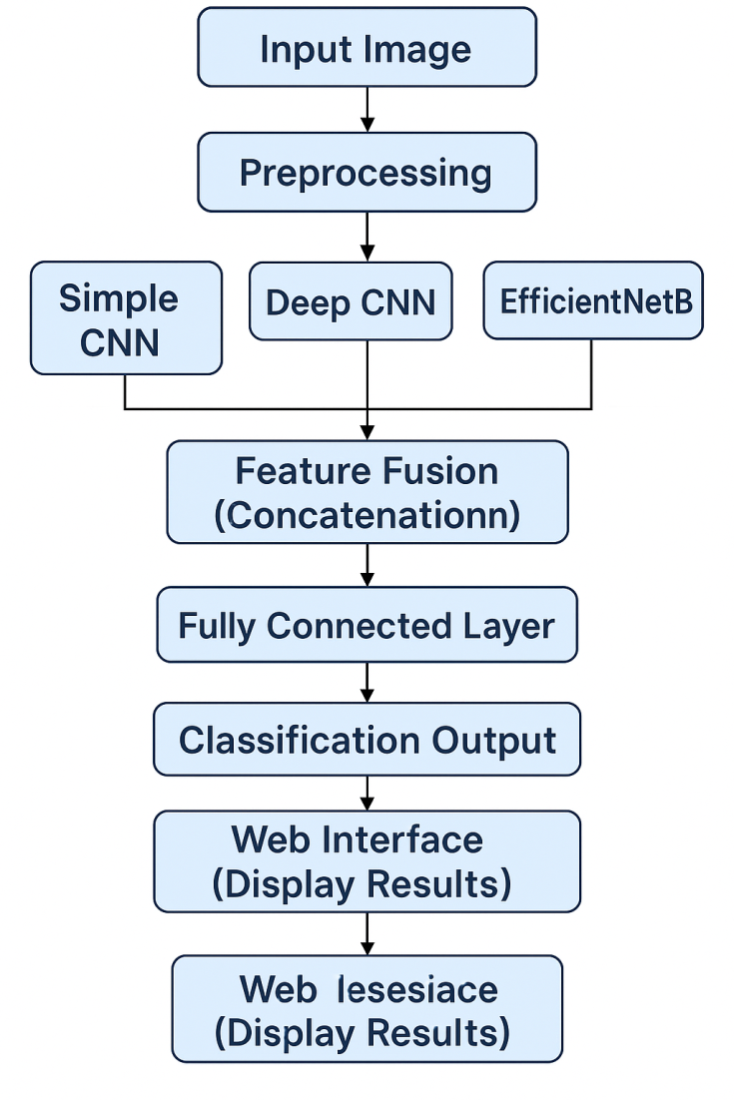 Input Image
Preprocessing
Simple
CNN
Deep CNN
EfficientNetB
Feature Fusion
(Concatenationn)
Fully Connected Layer
Classification Output
Web Interface
(Display Results)
Web lesesiace
(Display Results)